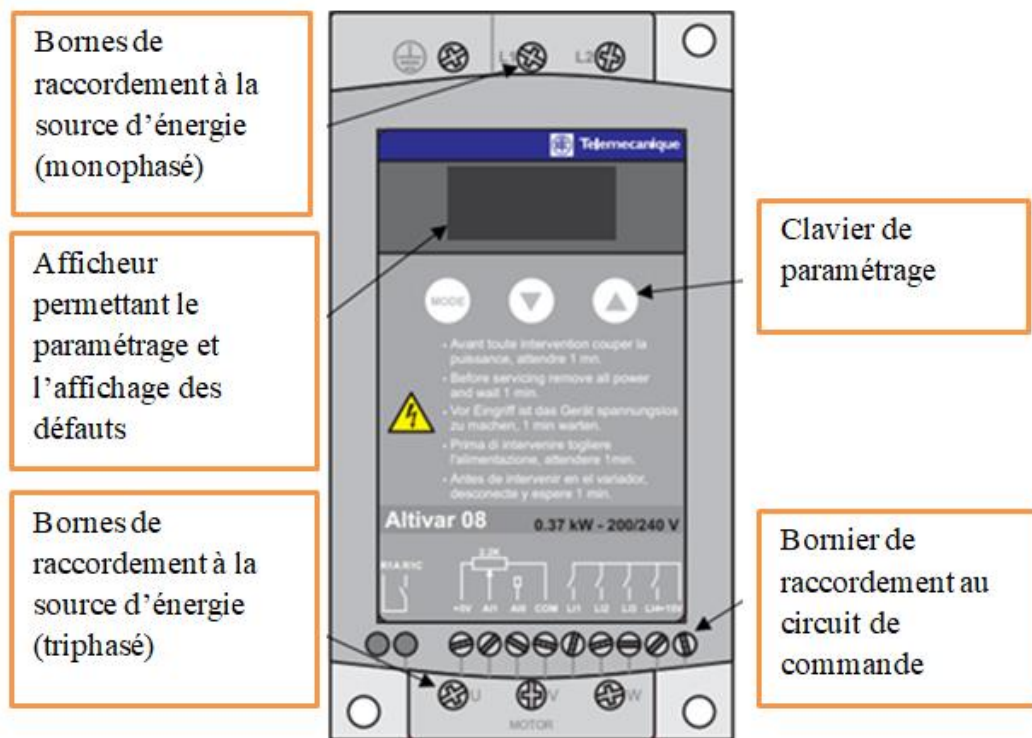 Bornes de
raccordement à la
source d'énergie
(monophasé)
Afficheur
permettant le
paramétrage et
l'affichage des
défauts
Bornes de
raccordement à la
source d'énergie
(triphasé)
L1
L2
Telemecanique
MODE
• Avant toute intervention couper la
puissance, attendre 1 mn.
• Before servicing remove all power
and wait 1 min.
• Vor Eingriff ist das Gerät spannungslos
zu machen, 1 min warten.
• Prima di intervenire togliere
l'alimentazione, attendere 1min.
• Antes de intervenir en el variador,
desconecte y espere 1 min.
Altivar 08
0.37 kW - 200/240 V
2.2K
R1A R1C
AI1
COM
LI1
LI2
LI3
LI4
U
V
W
MOTOR
Clavier de
paramétrage
Bornier de
raccordement au
circuit de
commande